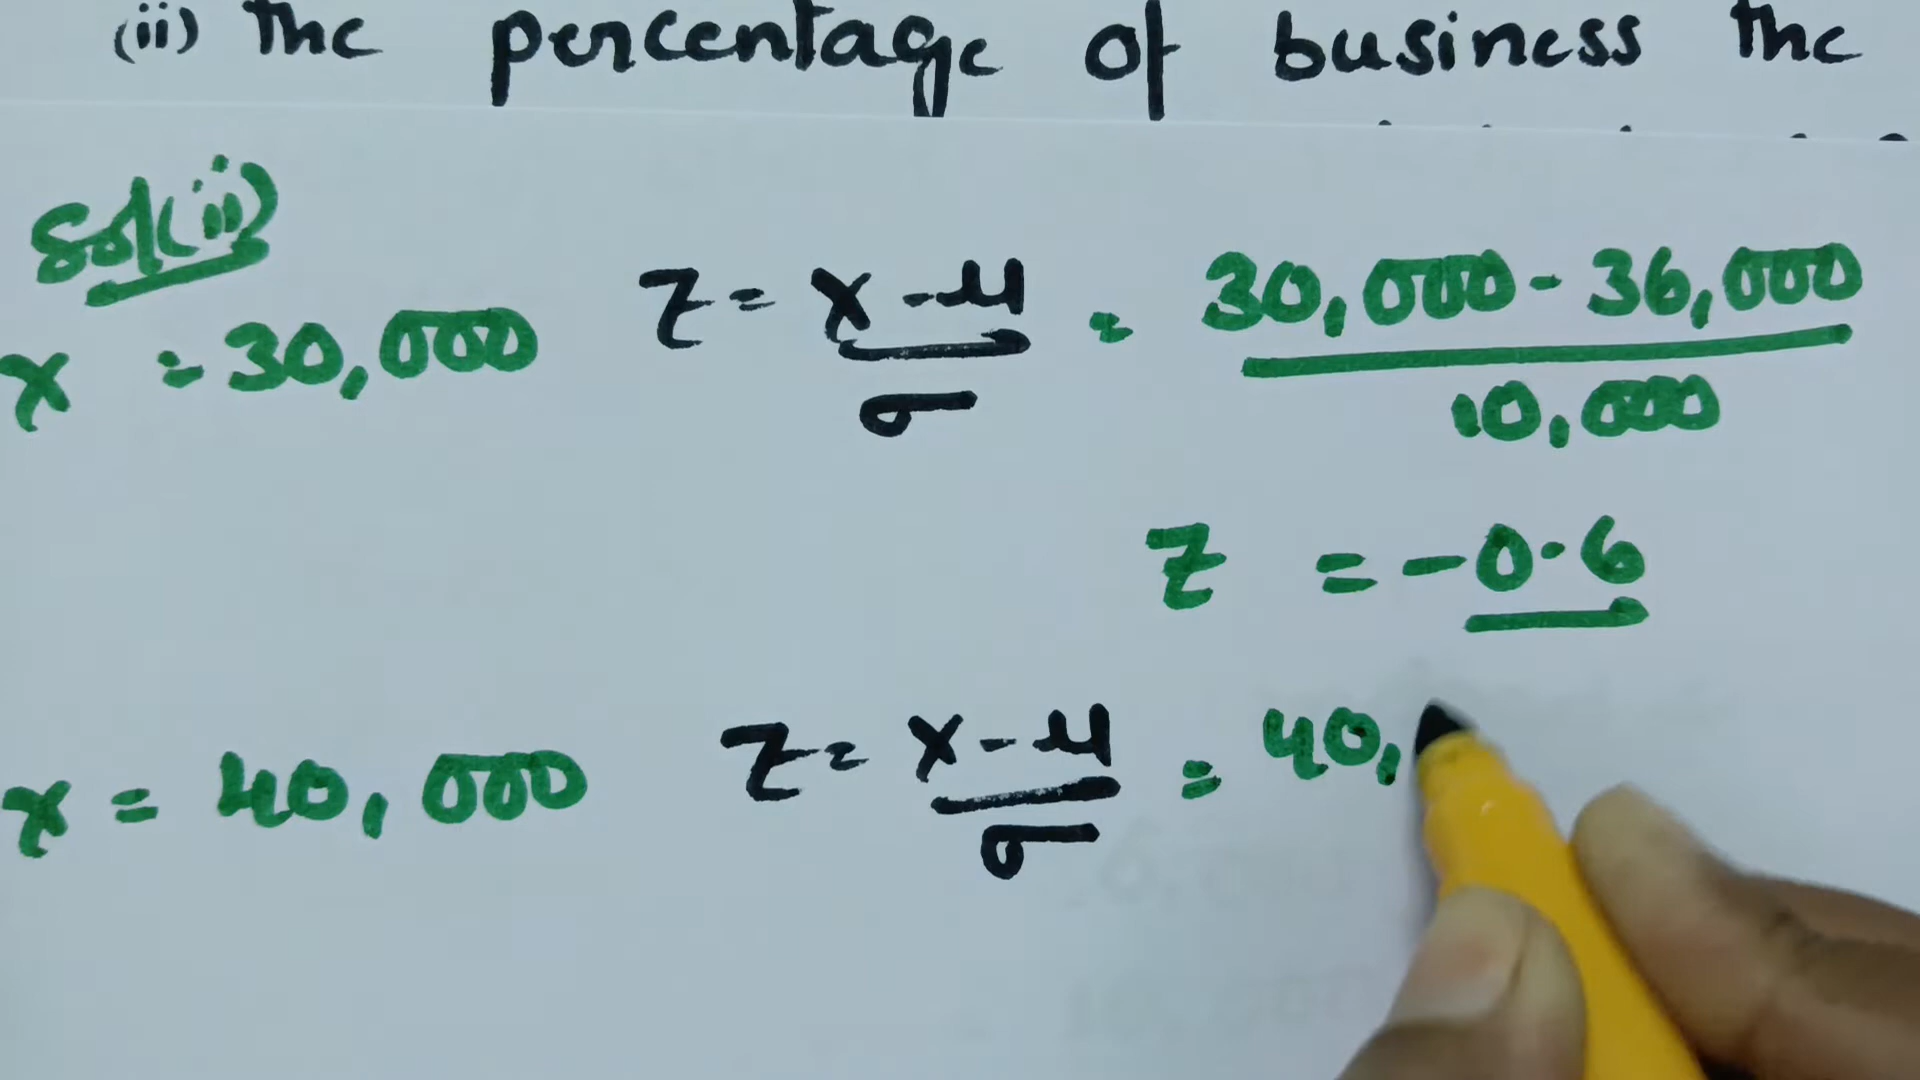 (ii) The percentage of business the
Sol(ii)
x = 30,000 z = x - μ / σ = 30,000 - 36,000 / 10,000
z = -0.6
x = 40,000 z = x - μ / σ = 40,